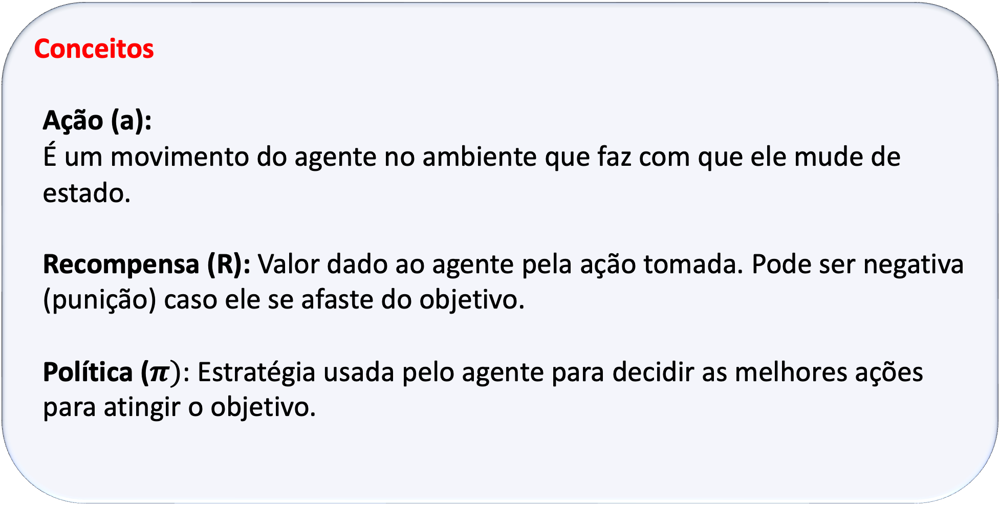 Conceitos
Ação (a):
É um movimento do agente no ambiente que faz com que ele mude de
estado.
Recompensa (R): Valor dado ao agente pela ação tomada. Pode ser negativa
(punição) caso ele se afaste do objetivo.
Política (π): Estratégia usada pelo agente para decidir as melhores ações
para atingir o objetivo.